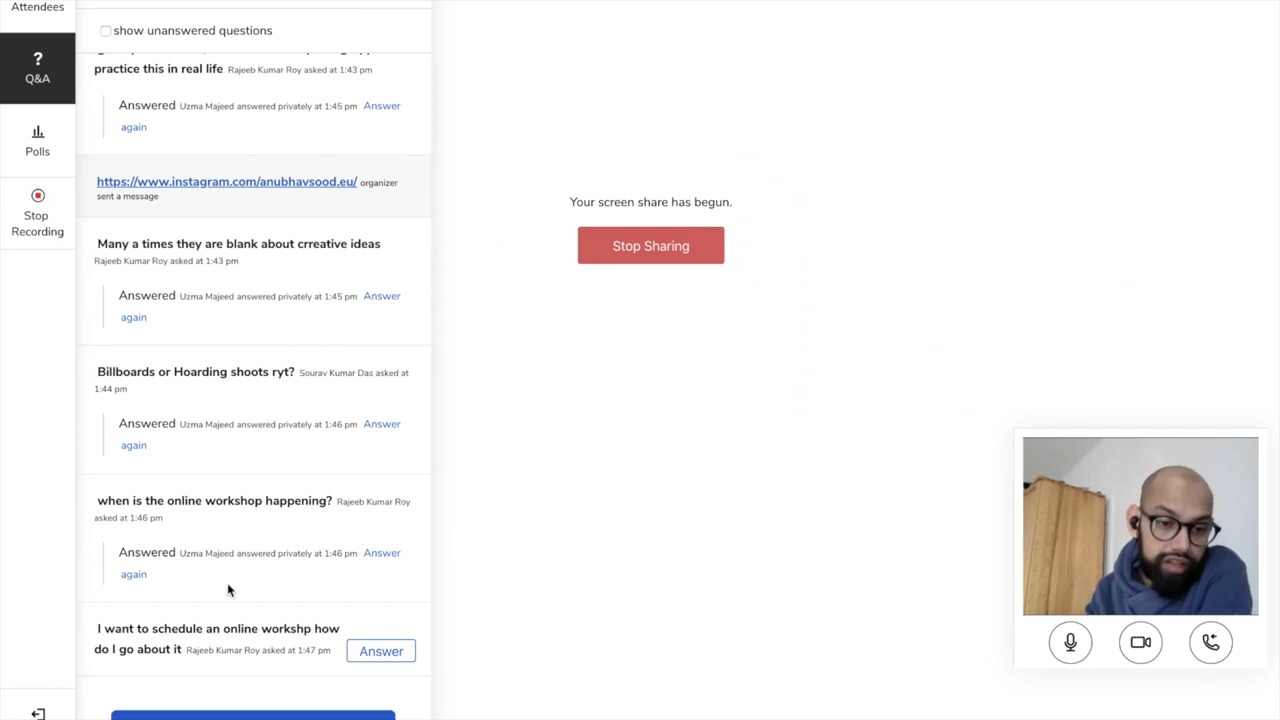 Attendees
show unanswered questions
practice this in real life Rajeeb Kumar Roy asked at 1:43 pm
?
Q&A
Answered Uzma Majeed answered privately at 1:45 pm Answer
again
Polls
https://www.instagram.com/anubhavsood.eu/ organizer
sent a message
Stop
Recording
Many a times they are blank about crreative ideas
Rajeeb Kumar Roy asked at 1:43 pm
Answered Uzma Majeed answered privately at 1:45 pm Answer
again
Billboards or Hoarding shoots ryt? Sourav Kumar Das asked at
1:44 pm
Answered Uzma Majeed answered privately at 1:46 pm Answer
again
when is the online workshop happening? Rajeeb Kumar Roy
asked at 1:46 pm
Answered Uzma Majeed answered privately at 1:46 pm Answer
again
I want to schedule an online workshp how
do I go about it Rajeeb Kumar Roy asked at 1:47 pm
Answer
Your screen share has begun.
Stop Sharing